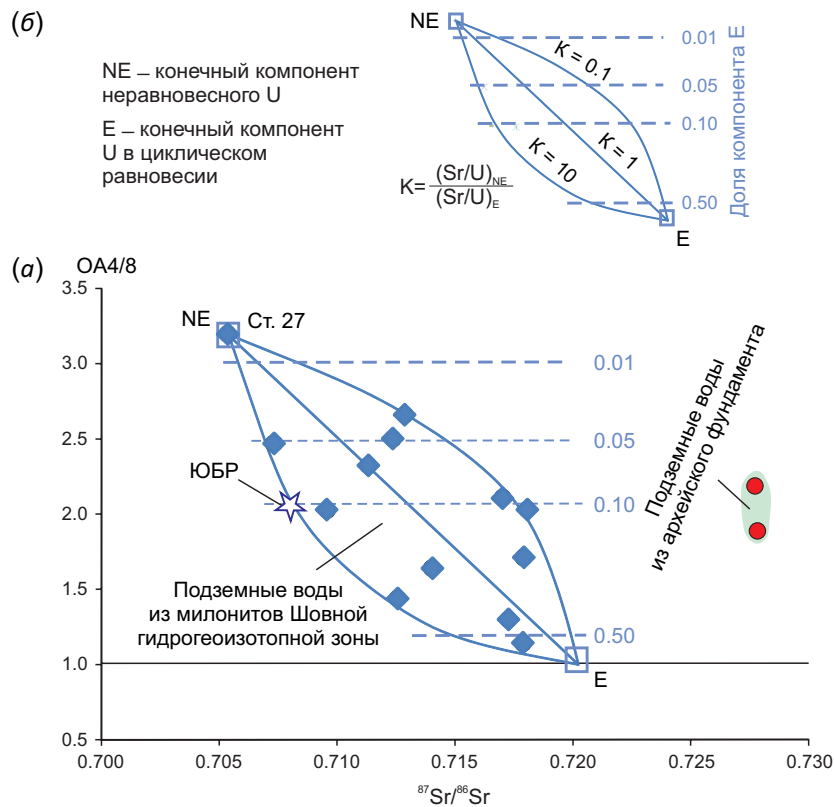 (б)
NE
0.01
NE – конечный компонент
неравновесного U
K = 0.1
0.05
E – конечный компонент
U в циклическом
равновесии
0.10
K = 1
K = 10
K= (Sr/U)NE
(Sr/U)E
0.50
Доля компонента E
E
(а)
ОА4/8
3.5
NE
Ст. 27
3.0
0.01
2.5
0.05
ЮБР
2.0
0.10
Подземные воды
из архейского фундамента
1.5
Подземные воды
из милонитов Шовной
гидрогеоизотопной зоны
0.50
1.0
E
0.5
0.700
0.705
0.710
0.715
0.720
0.725
0.730
⁸⁷Sr/⁸⁶Sr